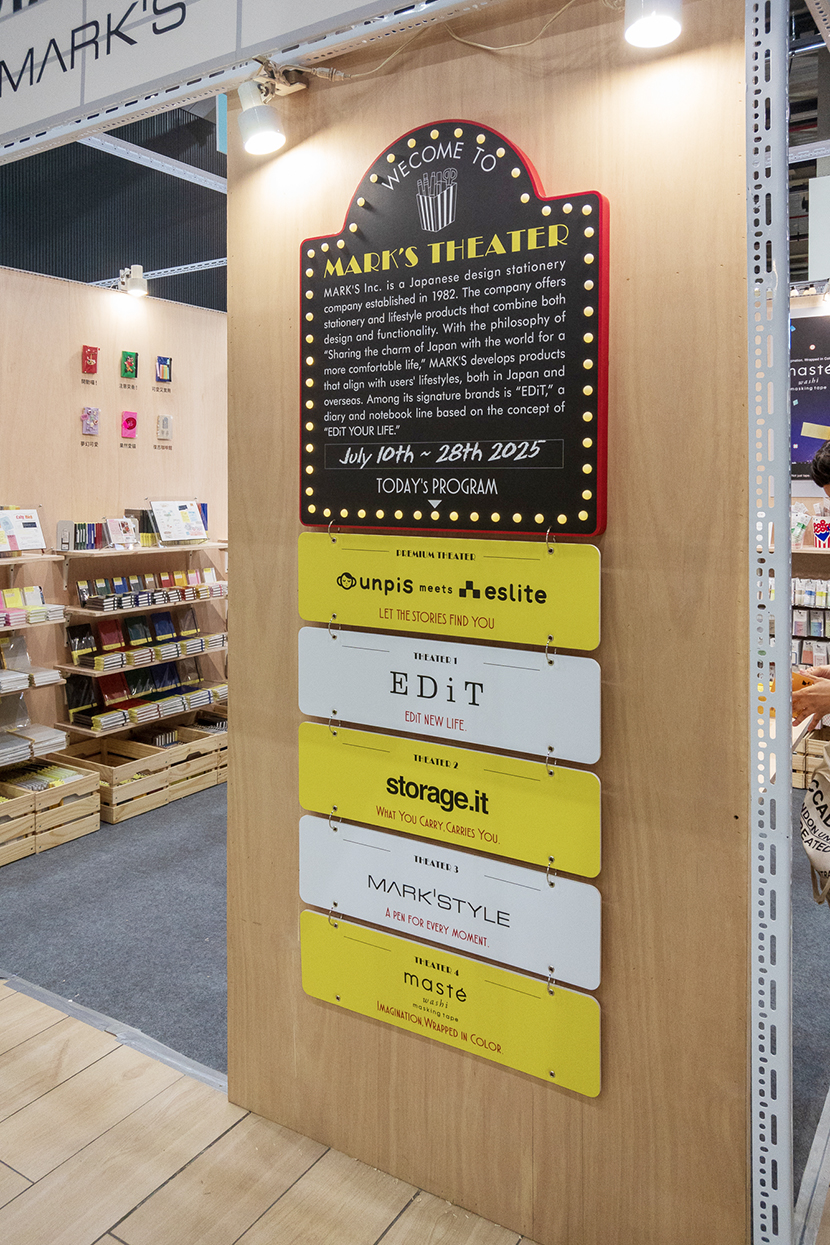 MARK'S
WECOME TO
MARK'S THEATER
MARK'S Inc. is a Japanese design stationery
company established in 1982. The company offers
stationery and lifestyle products that combine both
design and functionality. With the philosophy of
"Sharing the charm of Japan with the world for a
more comfortable life," MARK'S develops products
that align with users' lifestyles, both in Japan and
overseas. Among its signature brands is "EDiT," a
diary and notebook line based on the concept of
"EDiT YOUR LIFE."
July 10th ~ 28th 2025
TODAY'S PROGRAM
PREMIUM THEATER
unpis meets eslite
LET THE STORIES FIND YOU
THEATER 1
EDiT
EDiT NEW LIFE.
THEATER 2
storage.it
WHAT YOU CARRY, CARRIES YOU.
THEATER 3
MARK'STYLE
A PEN FOR EVERY MOMENT.
THEATER 4
masté
washi
masking tape
IMAGINATION, WRAPPED IN COLOR
masté
washi
masking tape